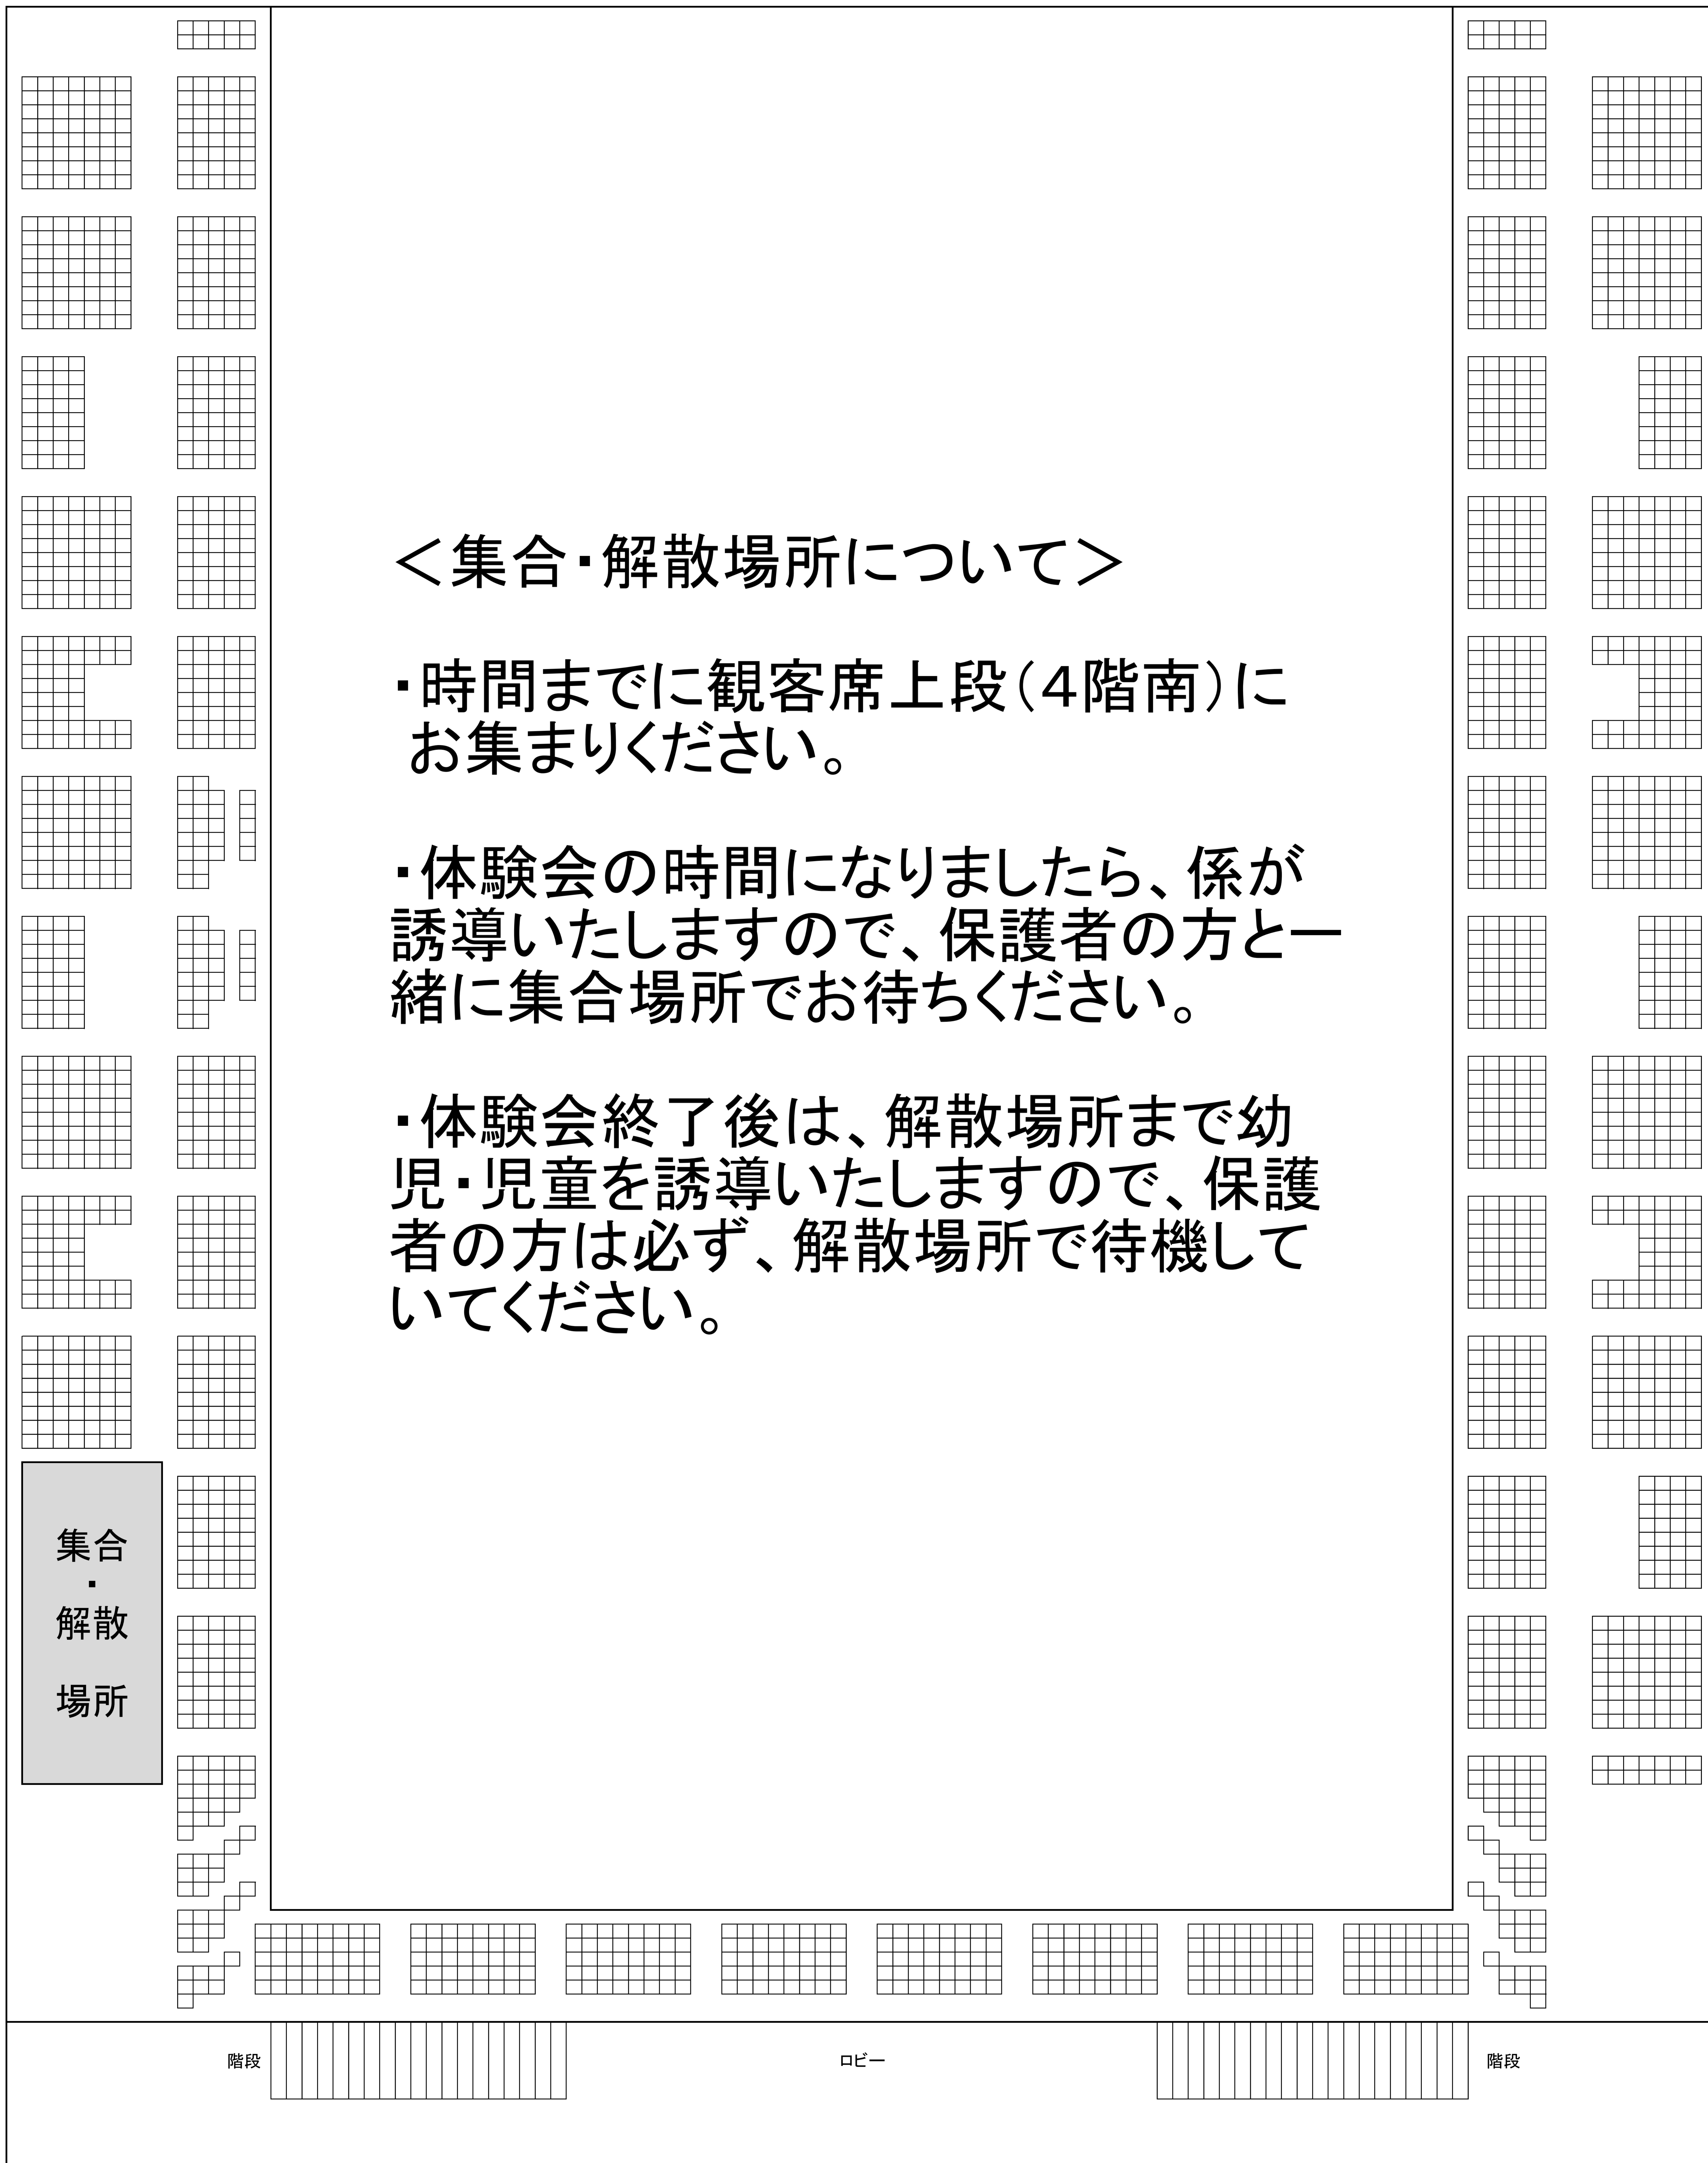 ＜集合・解散場所について＞
・時間までに観客席上段（４階南）に
お集まりください。
・体験会の時間になりましたら、係が
誘導いたしますので、保護者の方と一
緒に集合場所でお待ちください。
・体験会終了後は、解散場所まで幼
児・児童を誘導いたしますので、保護
者の方は必ず、解散場所で待機して
いてください。
集合
・
解散
場所
階段
ロビー
階段